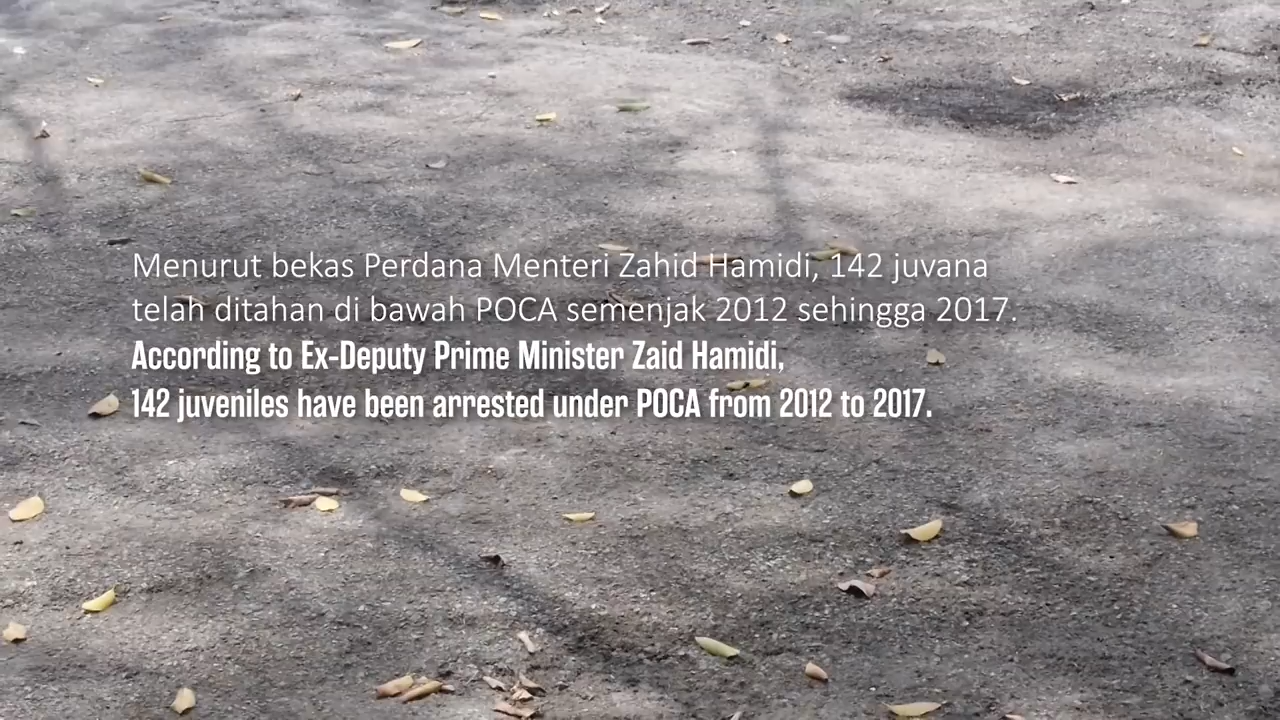 Menurut bekas Perdana Menteri Zahid Hamidi, 142 juvana
telah ditahan di bawah POCA semenjak 2012 sehingga 2017.
According to Ex-Deputy Prime Minister Zaid Hamidi,
142 juveniles have been arrested under POCA from 2012 to 2017.